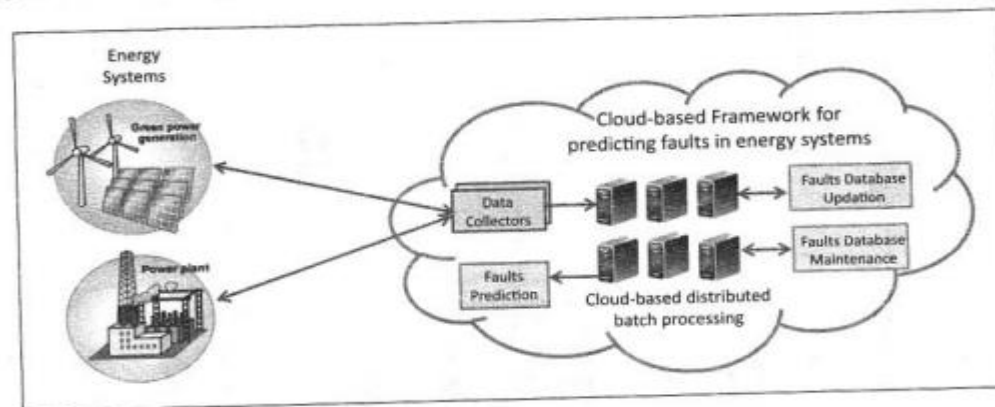 Energy
Systems
Green power
generation
Power plant
Cloud-based Framework for
predicting faults in energy systems
Data
Collectors
Faults Database
Updation
Faults Database
Maintenance
Faults
Prediction
Cloud-based distributed
batch processing